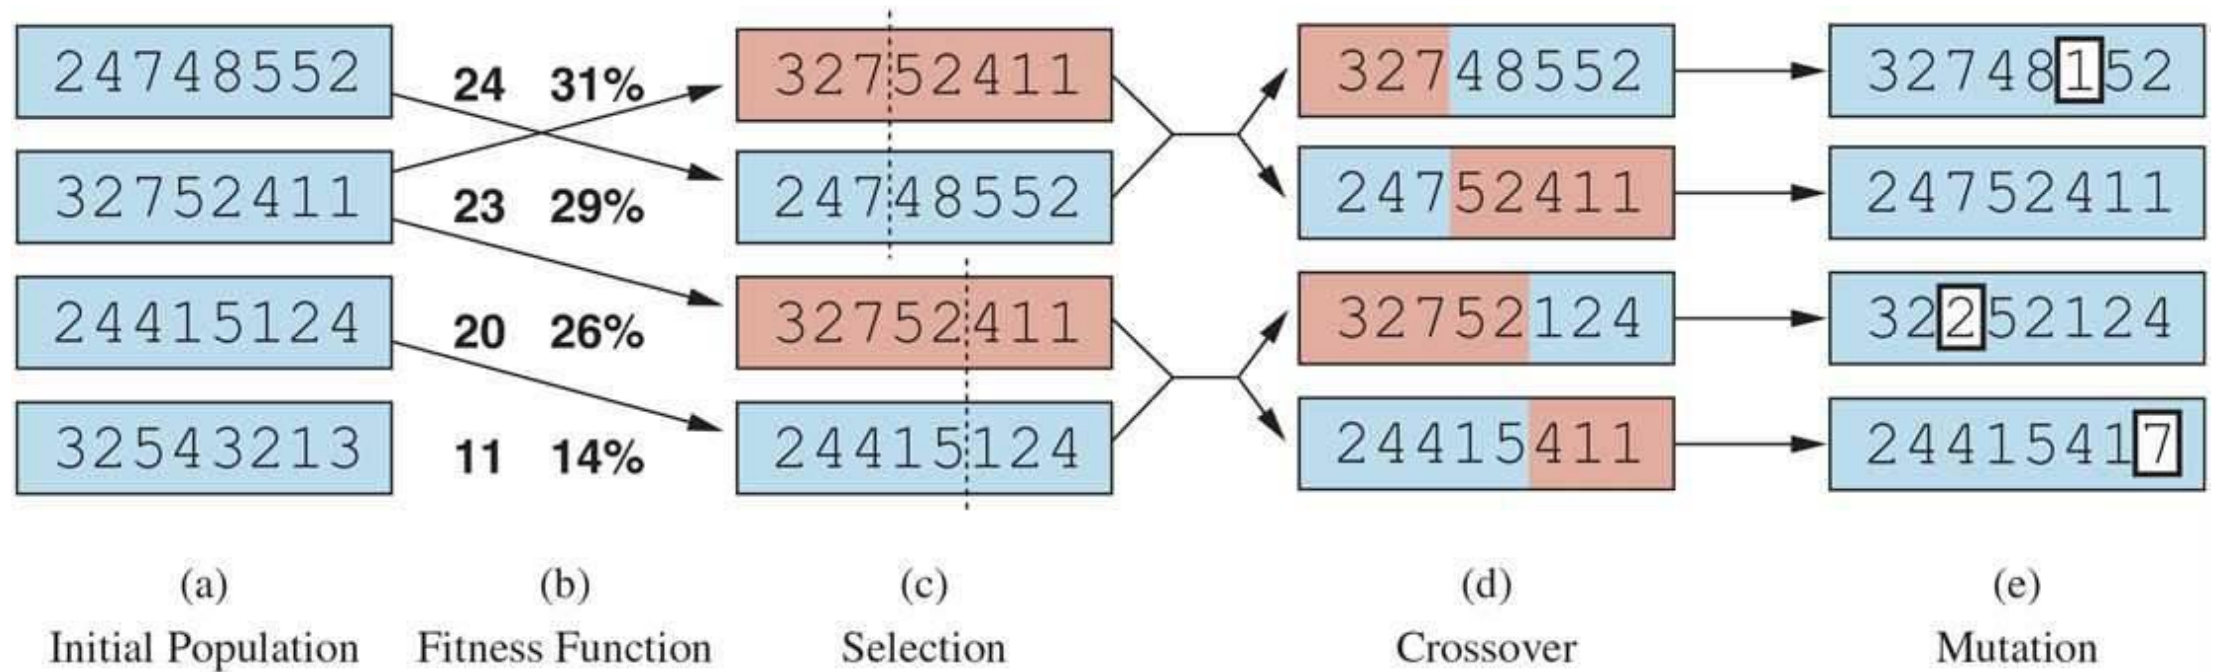 24748552 24 31% 32752411 32748552 32748152
32752411 23 29% 24748552 24752411 24752411
24415124 20 26% 32752411 32752124 32252124
32543213 11 14% 24415124 24415411 24415417
(a) (b) (c) (d) (e)
Initial Population Fitness Function Selection Crossover Mutation